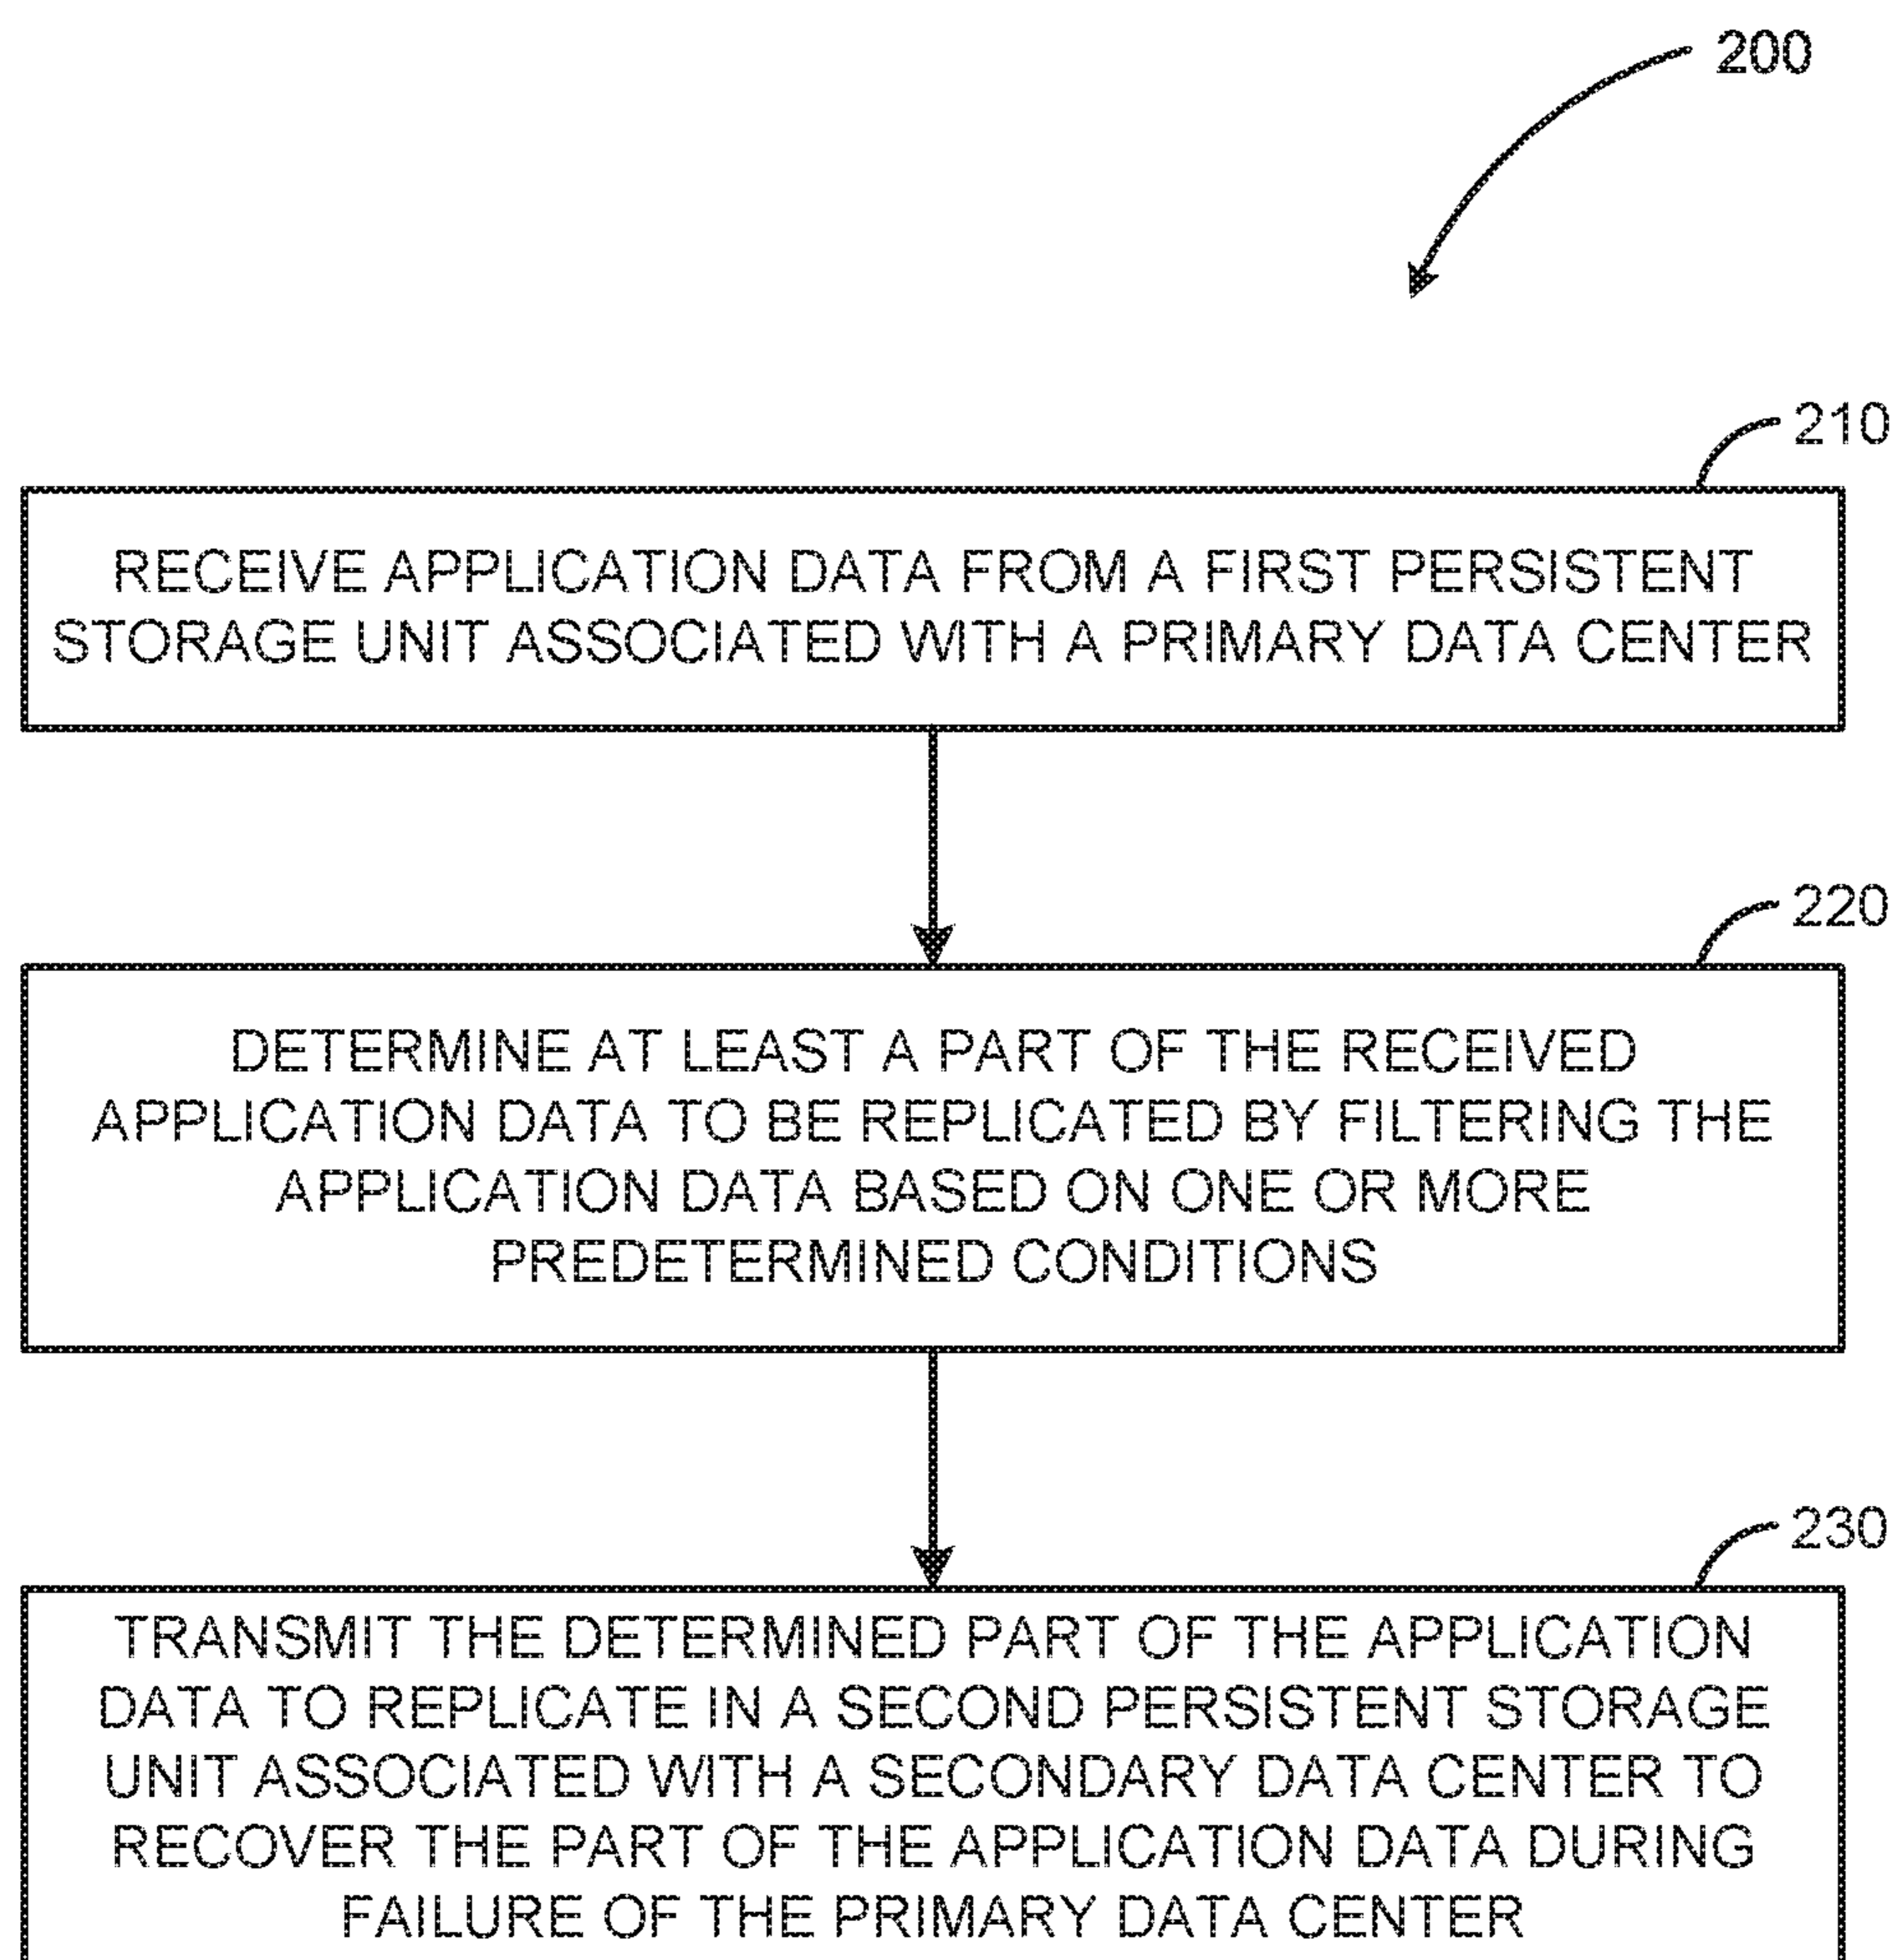 200
210
RECEIVE APPLICATION DATA FROM A FIRST PERSISTENT
STORAGE UNIT ASSOCIATED WITH A PRIMARY DATA CENTER
220
DETERMINE AT LEAST A PART OF THE RECEIVED
APPLICATION DATA TO BE REPLICATED BY FILTERING THE
APPLICATION DATA BASED ON ONE OR MORE
PREDETERMINED CONDITIONS
230
TRANSMIT THE DETERMINED PART OF THE APPLICATION
DATA TO REPLICATE IN A SECOND PERSISTENT STORAGE
UNIT ASSOCIATED WITH A SECONDARY DATA CENTER TO
RECOVER THE PART OF THE APPLICATION DATA DURING
FAILURE OF THE PRIMARY DATA CENTER